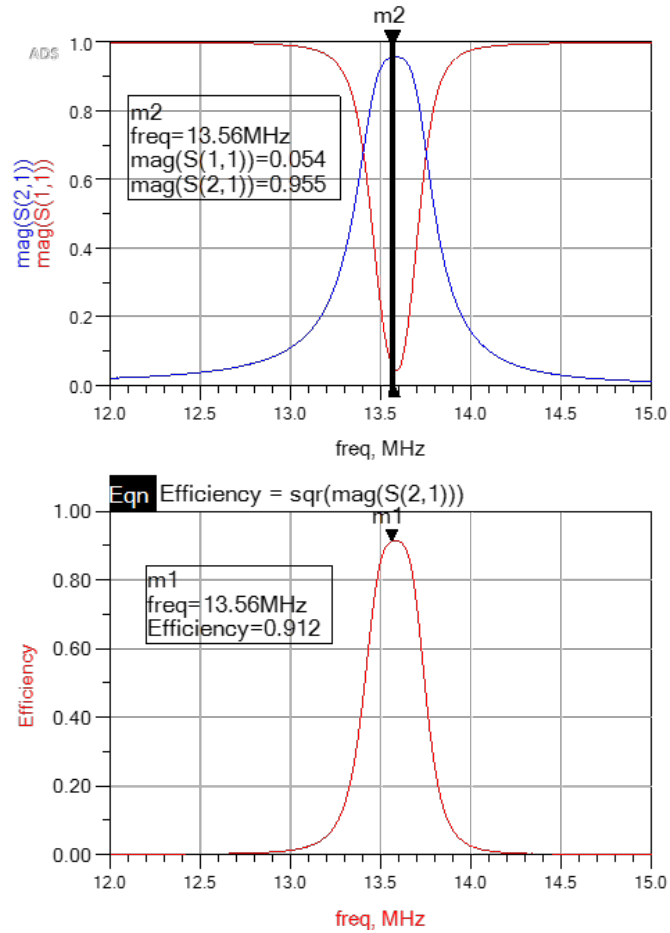 m2
ADS
1.0
0.8
0.6
0.4
0.2
0.0
mag(S(2,1))
mag(S(1,1))
m2
freq=13.56MHz
mag(S(1,1))=0.054
mag(S(2,1))=0.955
12.0 12.5 13.0 13.5 14.0 14.5 15.0
freq, MHz
Eqn Efficiency = sqr(mag(S(2,1)))
m1
1.00
0.80
0.60
0.40
0.20
0.00
Efficiency
m1
freq=13.56MHz
Efficiency=0.912
12.0 12.5 13.0 13.5 14.0 14.5 15.0
freq, MHz